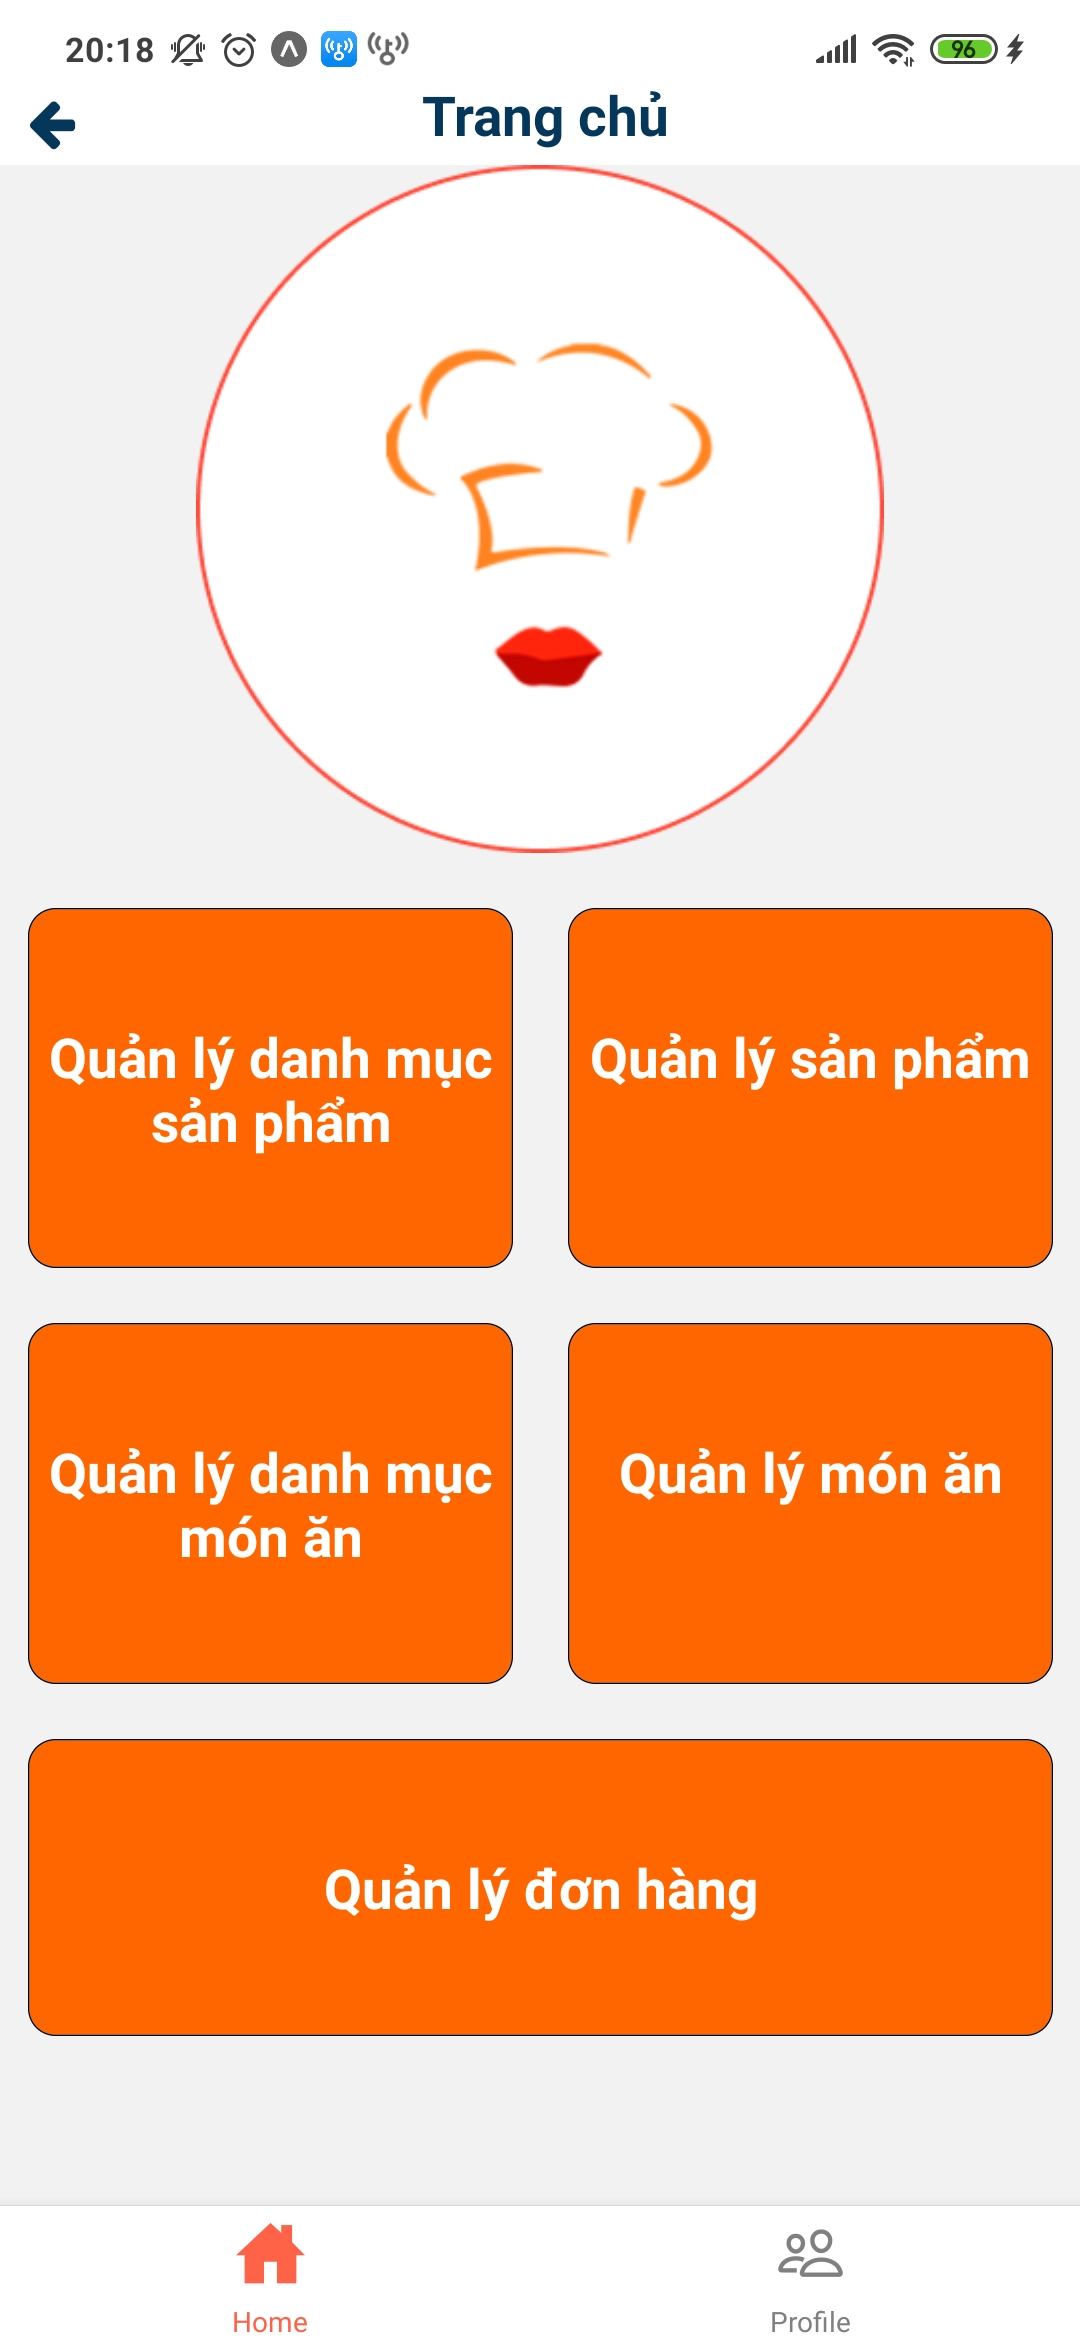 20:18
96
Trang chủ
Quản lý danh mục
sản phẩm
Quản lý sản phẩm
Quản lý danh mục
món ăn
Quản lý món ăn
Quản lý đơn hàng
Home
Profile